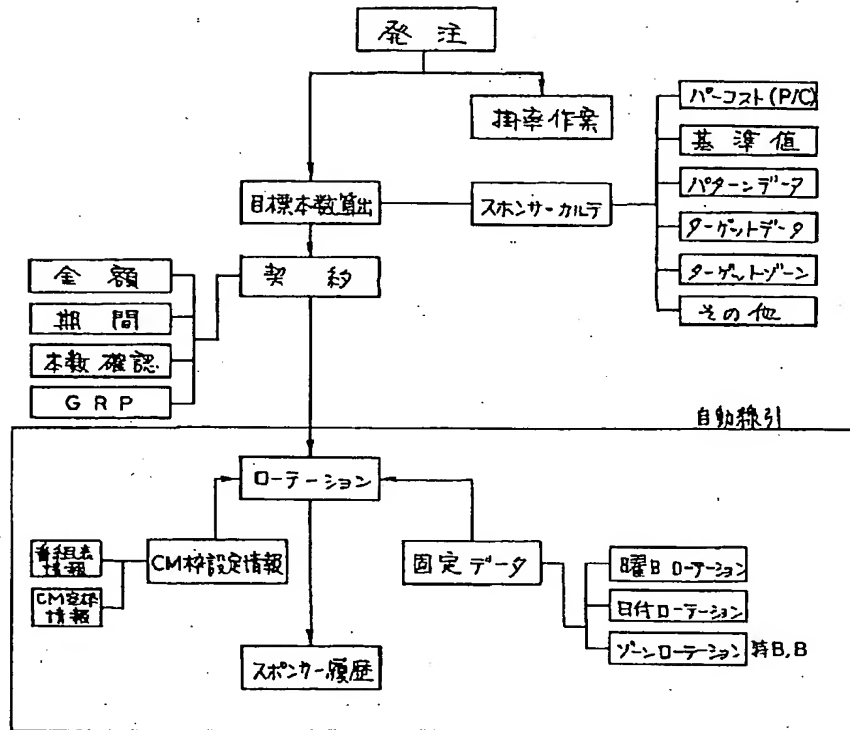 発注
掛率作案
パーコスト(P/C)
基準値
パターンデータ
ターゲットデータ
ターゲットゾーン
その他
目標本数算出
スポンサーカルテ
契約
金額
期間
本数確認
GRP
自動線引
ローテーション
番組表
情報
CM空枠
情報
CM枠設定情報
固定データ
日曜B ローテーション
日付ローテーション
ゾーンローテーション 特B,B
スポンサー履歴